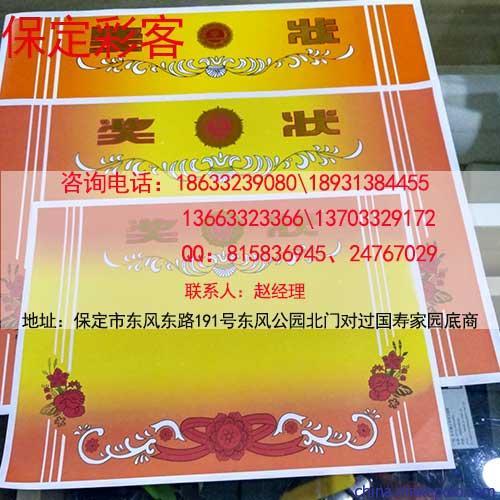 保定彩客
奖 状
奖 状
咨询电话：18633239080\18931384455
13663323366\13703329172
奖 状
QQ：815836945、24767029
联系人：赵经理
地址：保定市东风东路191号东风公园北门对过国寿家园底商